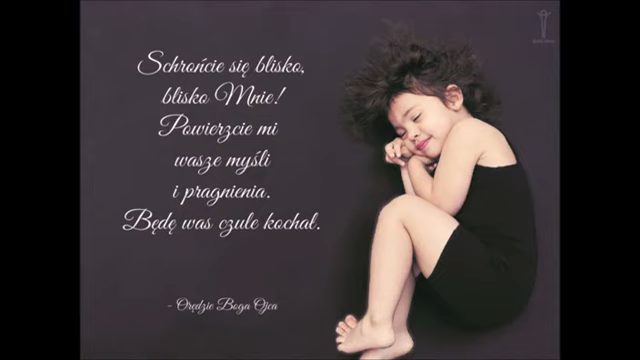 Schrońcie się blisko,
blisko Mnie!
Powierzcie mi
wasze myśli
i pragnienia.
Będę was czule kochał.
- Orędzie Boga Ojca